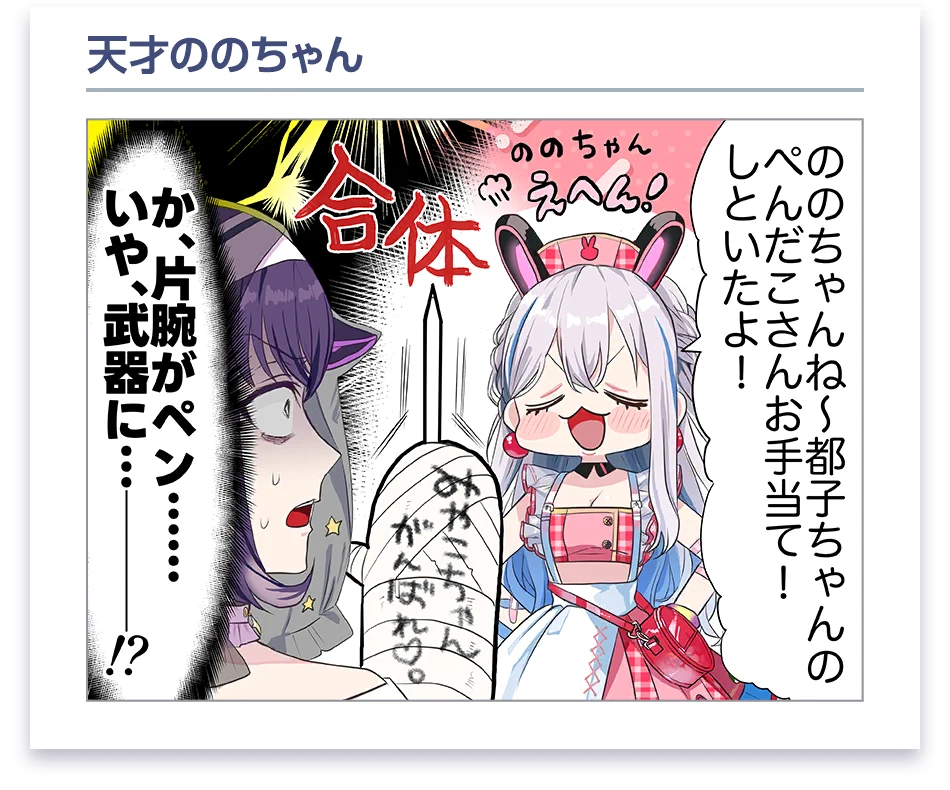 天才ののちゃん
ののちゃんね～都子ちゃんの
ぺんだこさんお手当て！
しといたよ！
ののちゃん
えへん！
合体
みやこちゃん
がんばれ♡。
か、片腕がペン……
いや、武器に…――!?